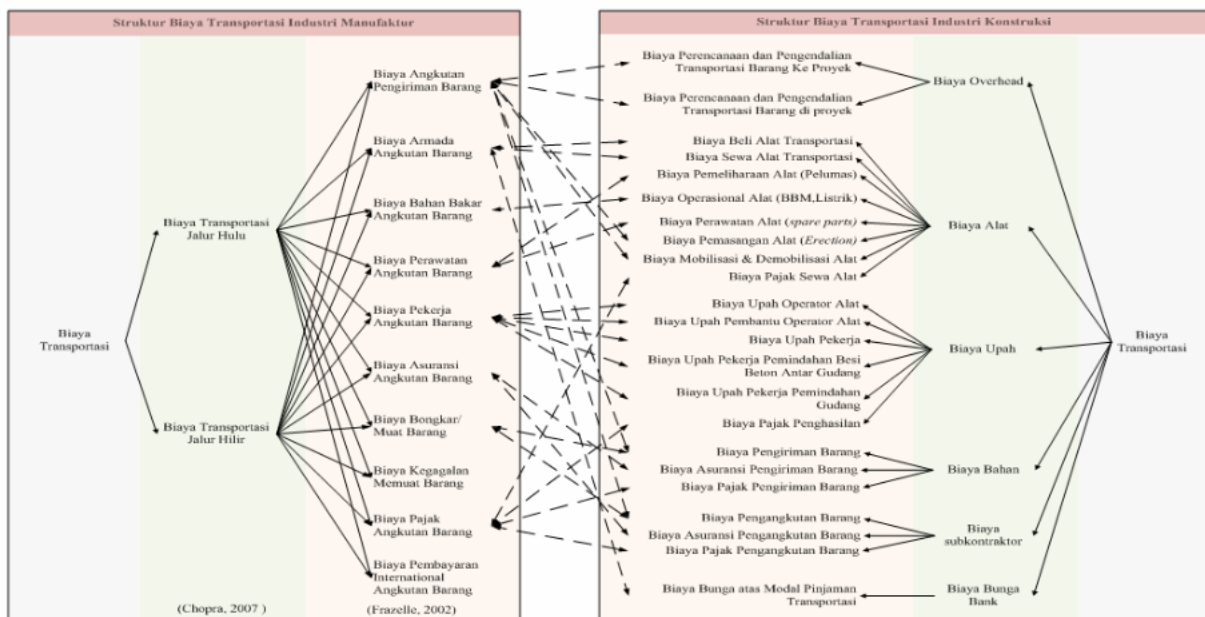 Struktur Biaya Transportasi Industri Manufaktur
Biaya
Transportasi
Biaya Transportasi
Jalur Hulu
Biaya Transportasi
Jalur Hilir
(Chopra, 2007 )
Biaya Angkutan
Pengiriman Barang
Biaya Armada
Angkutan Barang
Biaya Bahan Bakar
Angkutan Barang
Biaya Perawatan
Angkutan Barang
Biaya Pekerja
Angkutan Barang
Biaya Asuransi
Angkutan Barang
Biaya Bongkar/
Muat Barang
Biaya Kegagalan
Memuat Barang
Biaya Pajak
Angkutan Barang
Biaya Pembayaran
International
Angkutan Barang
(Frazelle, 2002)
Struktur Biaya Transportasi Industri Konstruksi
Biaya Perencanaan dan Pengendalian
Transportasi Barang Ke Proyek
Biaya Perencanaan dan Pengendalian
Transportasi Barang di proyek
Biaya Beli Alat Transportasi
Biaya Sewa Alat Transportasi
Biaya Pemeliharaan Alat (Pelumas)
Biaya Operasional Alat (BBM,Listrik)
Biaya Perawatan Alat (spare parts)
Biaya Pemasangan Alat (Erection)
Biaya Mobilisasi & Demobilisasi Alat
Biaya Pajak Sewa Alat
Biaya Upah Operator Alat
Biaya Upah Pembantu Operator Alat
Biaya Upah Pekerja
Biaya Upah Pekerja Pemindahan Besi
Beton Antar Gudang
Biaya Upah Pekerja Pemindahan
Gudang
Biaya Pajak Penghasilan
Biaya Pengiriman Barang
Biaya Asuransi Pengiriman Barang
Biaya Pajak Pengiriman Barang
Biaya Pengangkutan Barang
Biaya Asuransi Pengangkutan Barang
Biaya Pajak Pengangkutan Barang
Biaya Bunga atas Modal Pinjaman
Transportasi
Biaya Overhead
Biaya Alat
Biaya Upah
Biaya Bahan
Biaya
subkontraktor
Biaya Bunga
Bank
Biaya
Transportasi